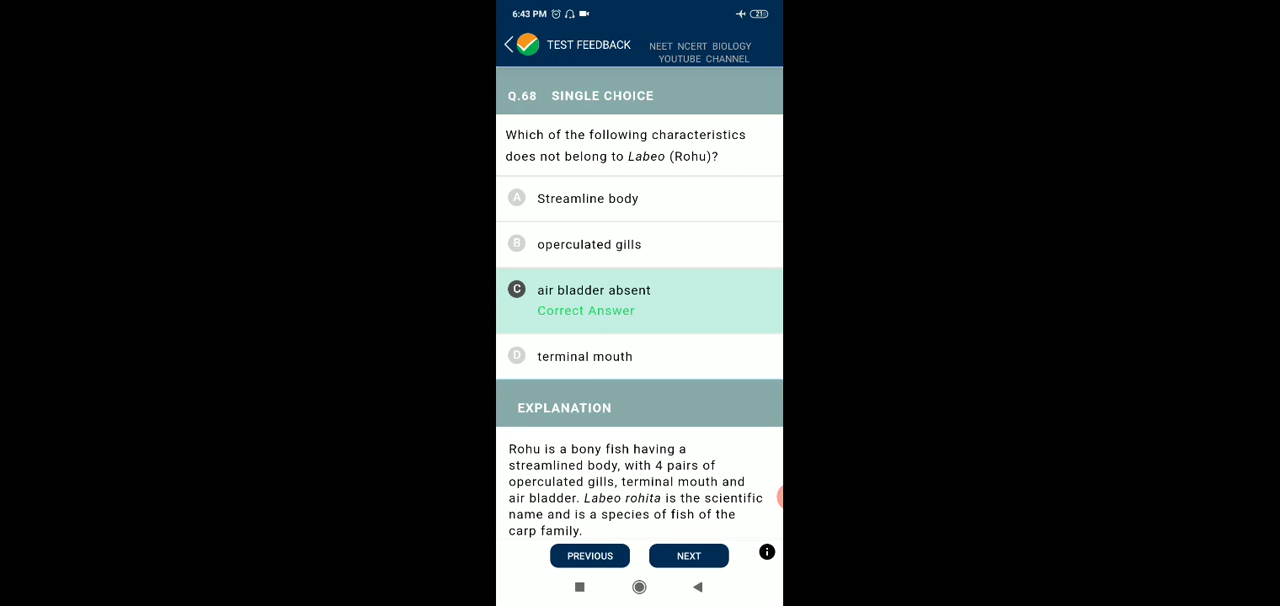 6:43 PM 21
TEST FEEDBACK
NEET NCERT BIOLOGY
YOUTUBE CHANNEL
Q.68 SINGLE CHOICE
Which of the following characteristics
does not belong to Labeo (Rohu)?
A Streamline body
B operculated gills
C air bladder absent
Correct Answer
D terminal mouth
EXPLANATION
Rohu is a bony fish having a
streamlined body, with 4 pairs of
operculated gills, terminal mouth and
air bladder. Labeo rohita is the scientific
name and is a species of fish of the
carp family.
PREVIOUS NEXT i